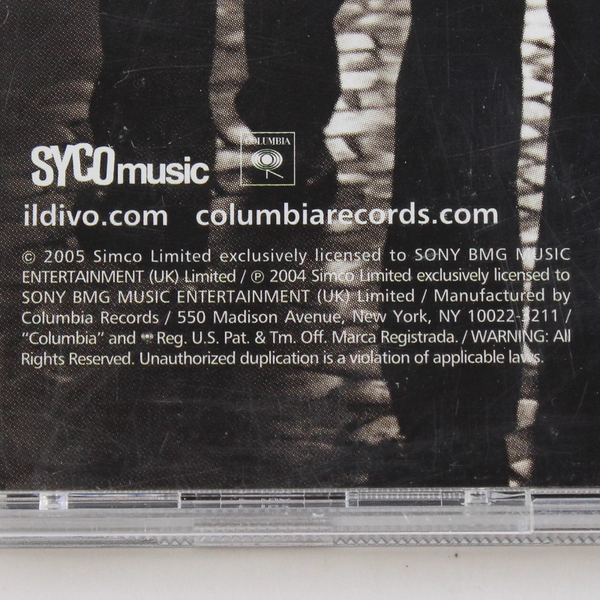 SYCOmusic
COLUMBIA
ildivo.com columbiarecords.com
© 2005 Simco Limited exclusively licensed to SONY BMG MUSIC
ENTERTAINMENT (UK) Limited / ℗ 2004 Simco Limited exclusively licensed to
SONY BMG MUSIC ENTERTAINMENT (UK) Limited / Manufactured by
Columbia Records / 550 Madison Avenue, New York, NY 10022-3211 /
“Columbia” and Reg. U.S. Pat. & Tm. Off. Marca Registrada. / WARNING: All
Rights Reserved. Unauthorized duplication is a violation of applicable laws.